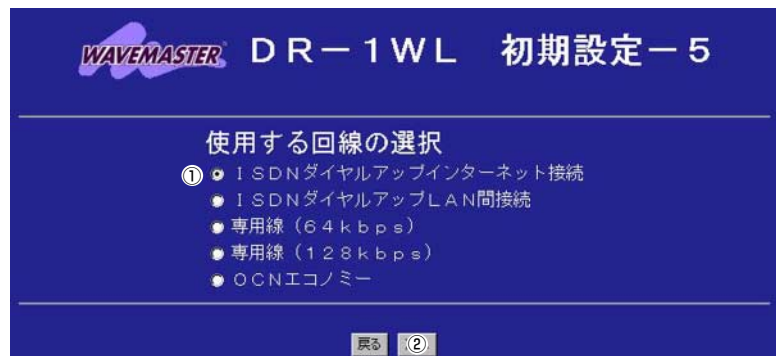 WAVEMASTER DR－1WL 初期設定－5
使用する回線の選択
① ISDNダイヤルアップインターネット接続
ISDNダイヤルアップLAN間接続
専用線（64kbps）
専用線（128kbps）
OCNエコノミー
戻る ②